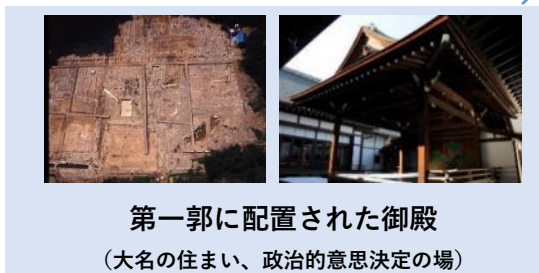 第一郭に配置された御殿
（大名の住まい、政治的意思決定の場）